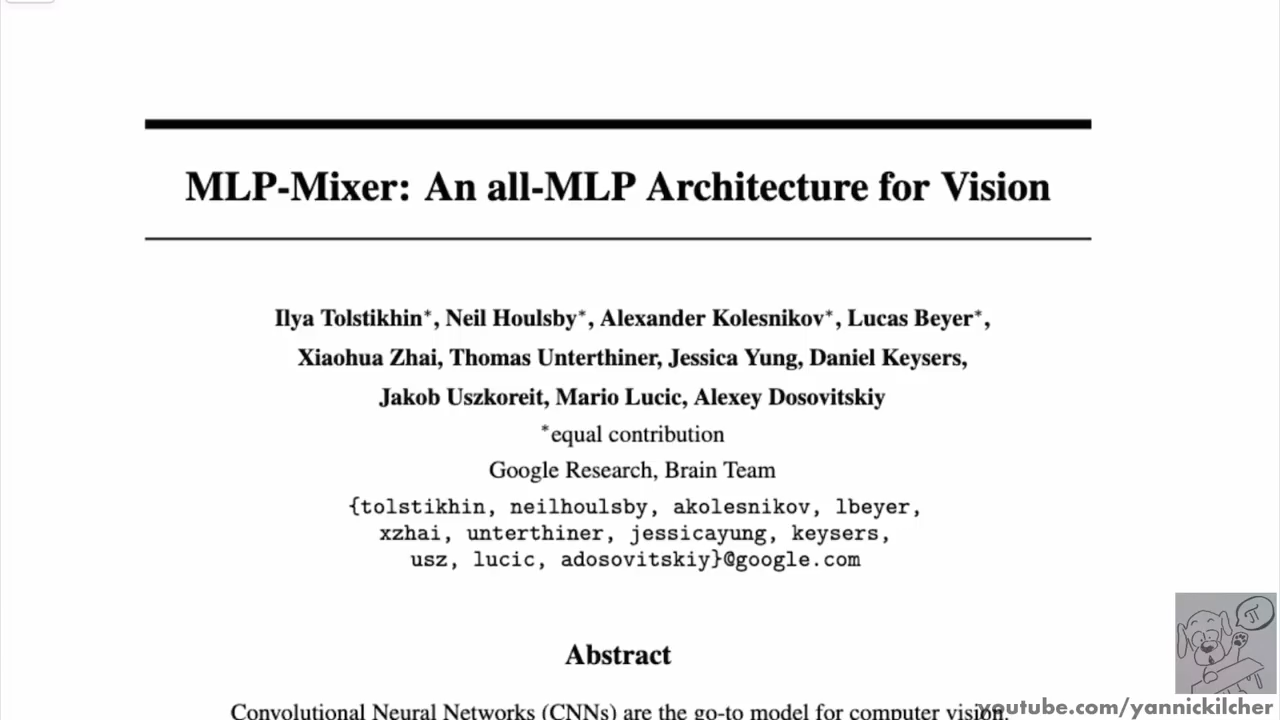 MLP-Mixer: An all-MLP Architecture for Vision
Ilya Tolstikhin*, Neil Houlsby*, Alexander Kolesnikov*, Lucas Beyer*,
Xiaohua Zhai, Thomas Unterthiner, Jessica Yung, Daniel Keysers,
Jakob Uszkoreit, Mario Lucic, Alexey Dosovitskiy
*equal contribution
Google Research, Brain Team
{tolstikhin, neilhoulsby, akolesnikov, lbeyer,
xzhai, unterthiner, jessicayung, keysers,
usz, lucic, adosovitskiy}@google.com
Abstract
Convolutional Neural Networks (CNNs) are the go-to model for computer vision.
π
youtube.com/yannickilcher